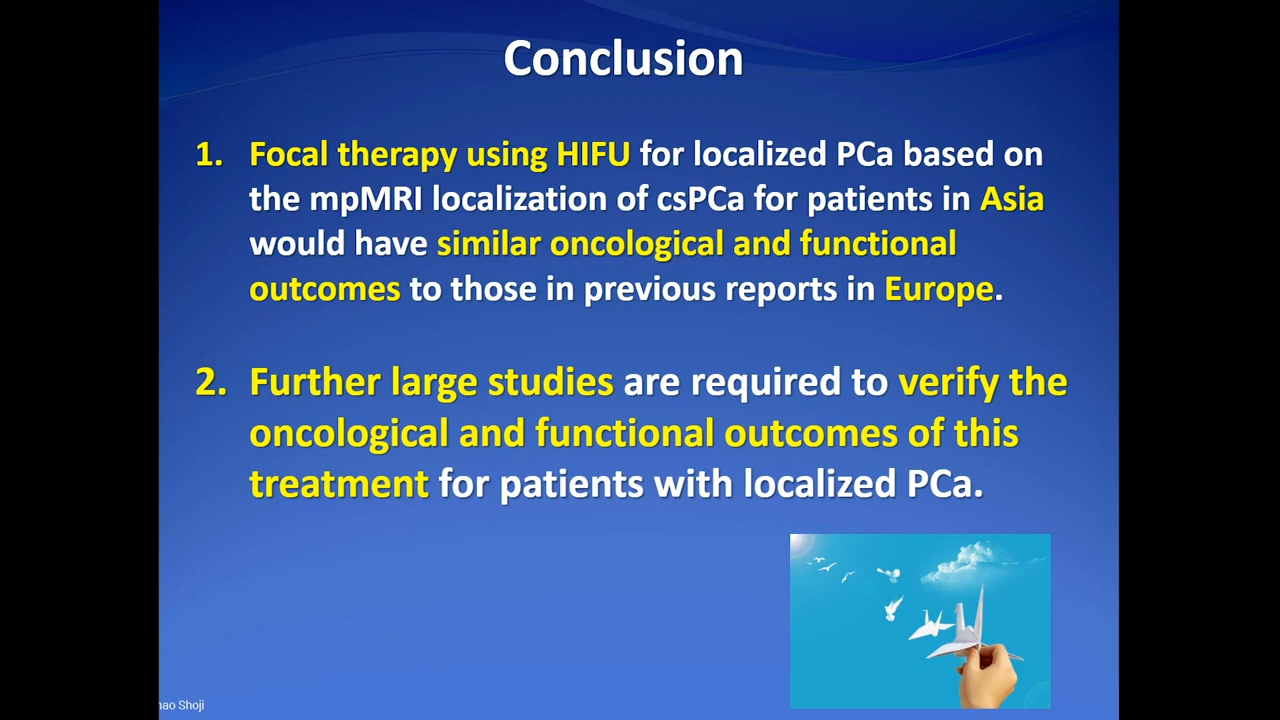 Conclusion
1. Focal therapy using HIFU for localized PCa based on
the mpMRI localization of csPCa for patients in Asia
would have similar oncological and functional
outcomes to those in previous reports in Europe.
2. Further large studies are required to verify the
oncological and functional outcomes of this
treatment for patients with localized PCa.
Shoji